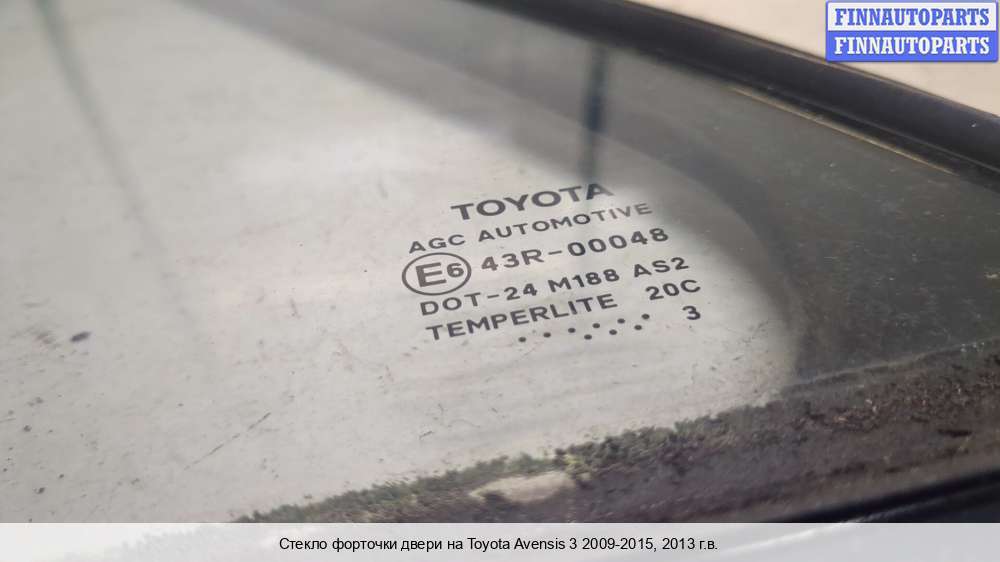 FINNAUTOPARTS
FINNAUTOPARTS
TOYOTA
AGC AUTOMOTIVE
E6 43R-00048
DOT-24 M188 AS2
TEMPERLITE 20C
3
Стекло форточки двери на Toyota Avensis 3 2009-2015, 2013 г.в.